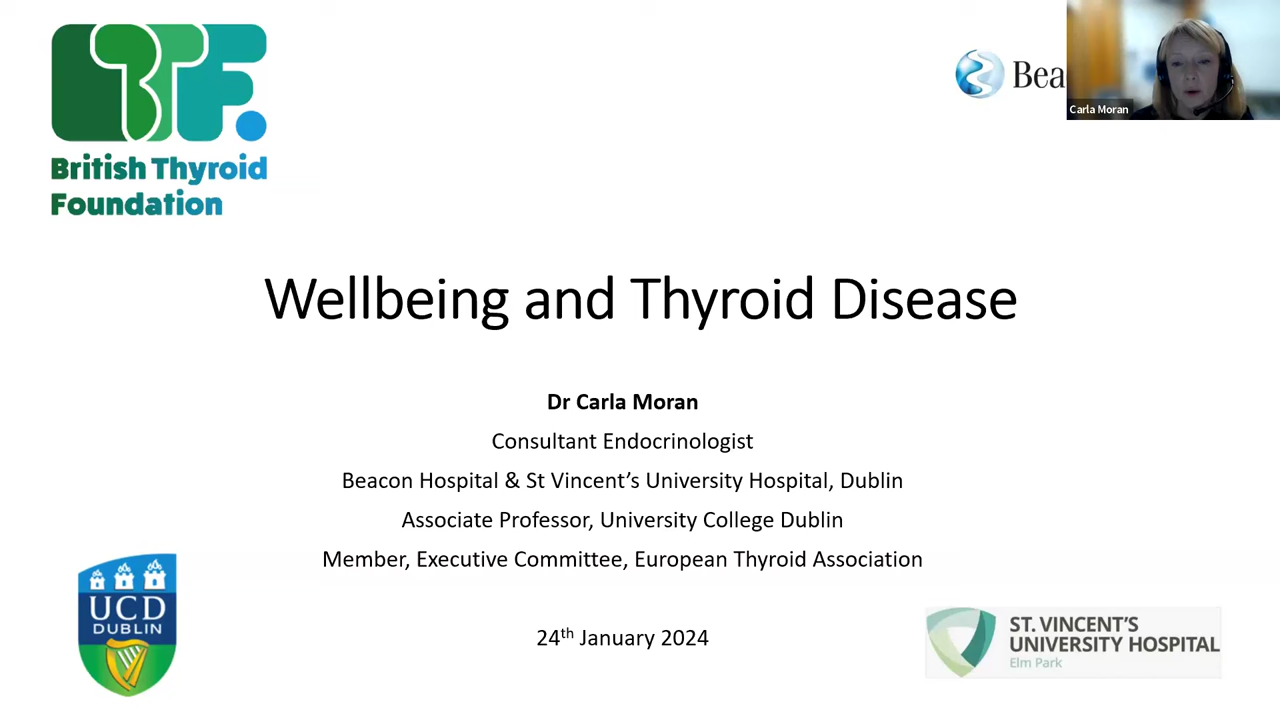 BTF.
British Thyroid
Foundation
Bea
Carla Moran
Wellbeing and Thyroid Disease
Dr Carla Moran
Consultant Endocrinologist
Beacon Hospital & St Vincent’s University Hospital, Dublin
Associate Professor, University College Dublin
Member, Executive Committee, European Thyroid Association
24th January 2024
UCD
DUBLIN
ST. VINCENT’S
UNIVERSITY HOSPITAL
Elm Park